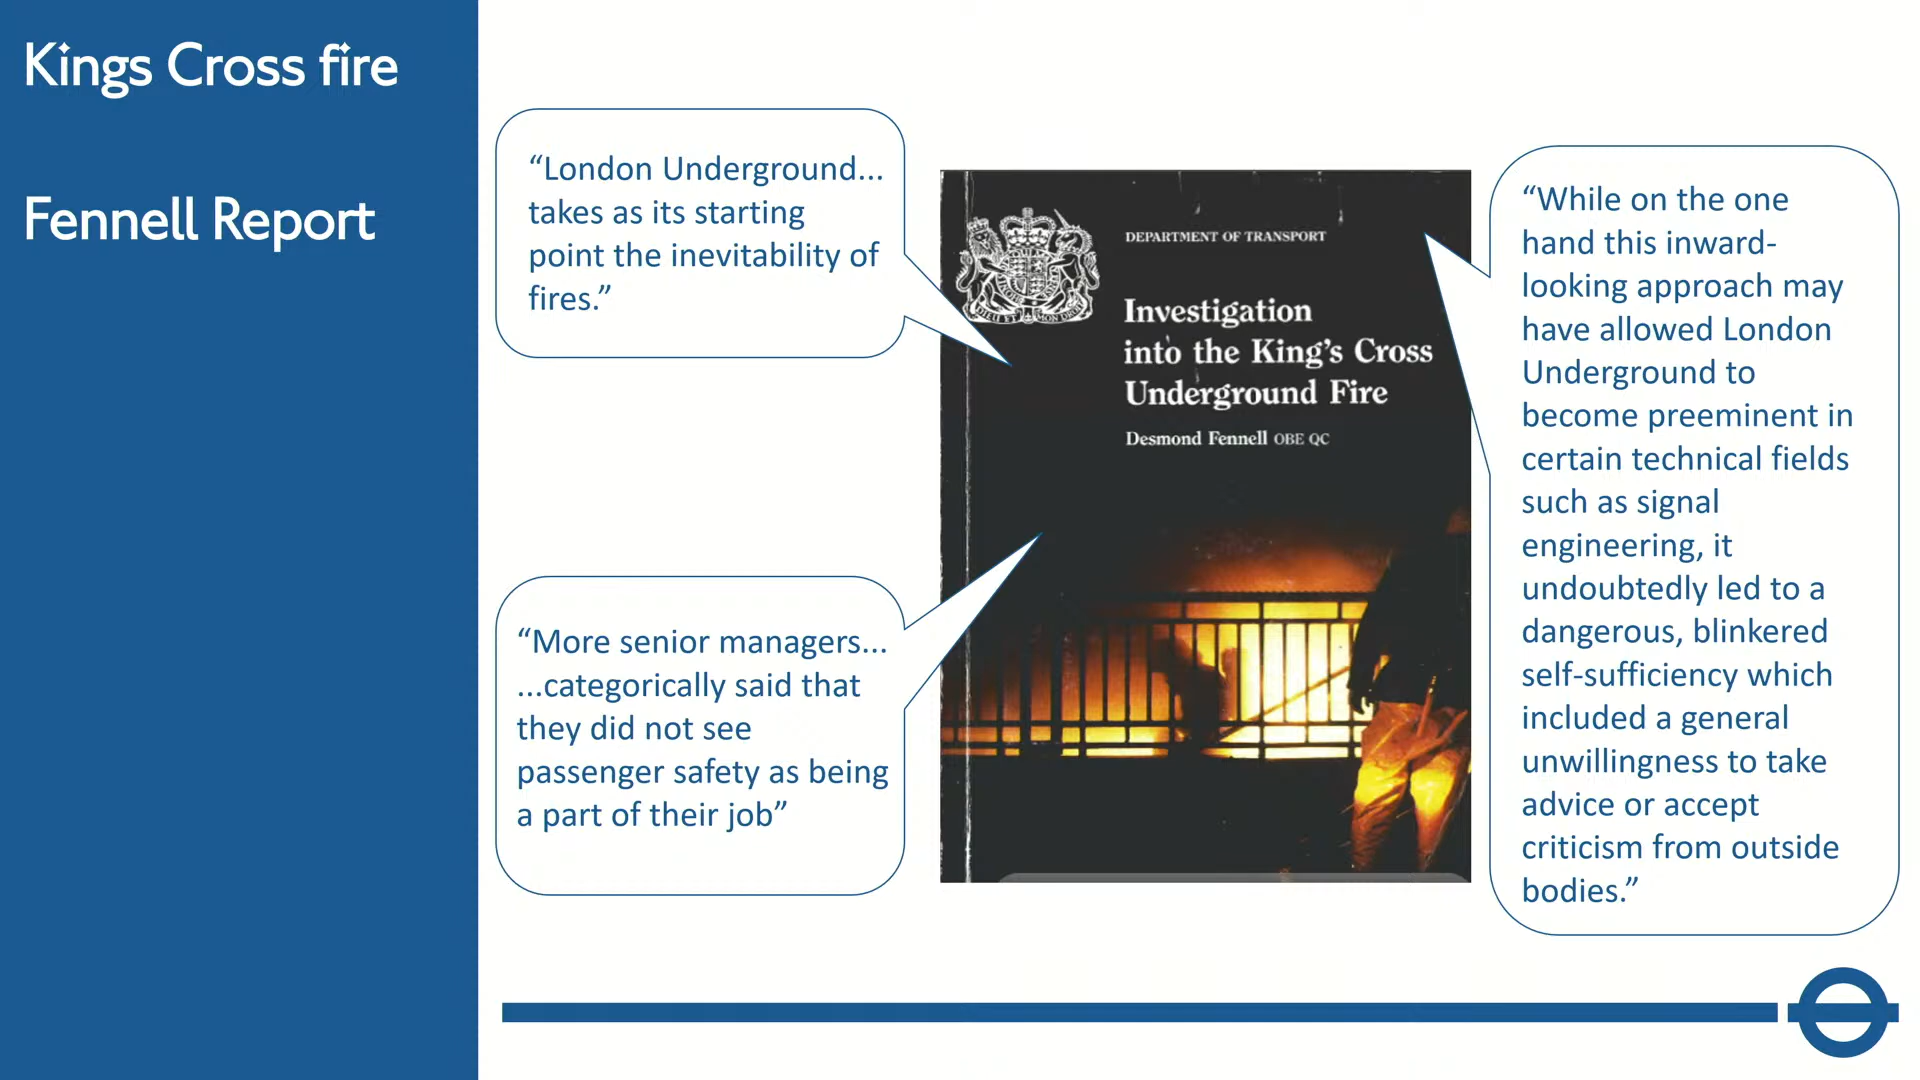 Kings Cross fire
Fennell Report
“London Underground...
takes as its starting
point the inevitability of
fires.”
“More senior managers...
...categorically said that
they did not see
passenger safety as being
a part of their job”
DEPARTMENT OF TRANSPORT
Investigation
into the King’s Cross
Underground Fire
Desmond Fennell OBE QC
“While on the one
hand this inward-
looking approach may
have allowed London
Underground to
become preeminent in
certain technical fields
such as signal
engineering, it
undoubtedly led to a
dangerous, blinkered
self-sufficiency which
included a general
unwillingness to take
advice or accept
criticism from outside
bodies.”